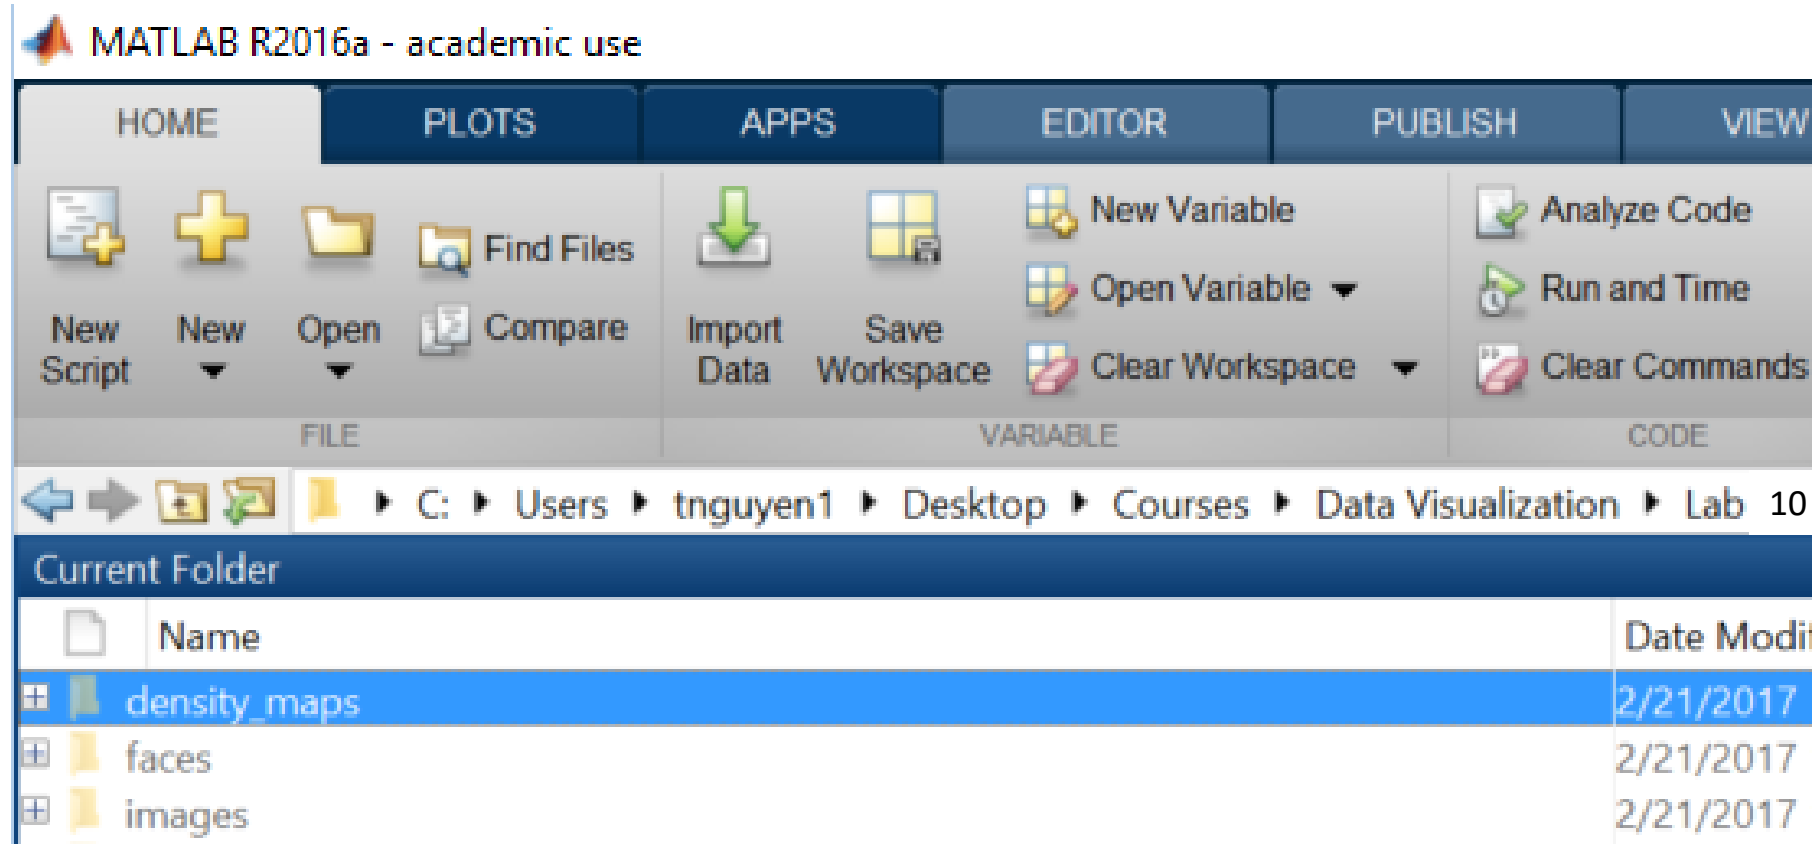 MATLAB R2016a - academic use
HOME PLOTS APPS EDITOR PUBLISH VIEW
New Script
New
Open
Find Files
Compare
Import Data
Save Workspace
New Variable
Open Variable
Clear Workspace
Analyze Code
Run and Time
Clear Commands
FILE VARIABLE CODE
C: Users tnguyen1 Desktop Courses Data Visualization Lab 10
Current Folder
Name Date Modif
density_maps 2/21/2017
faces 2/21/2017
images 2/21/2017